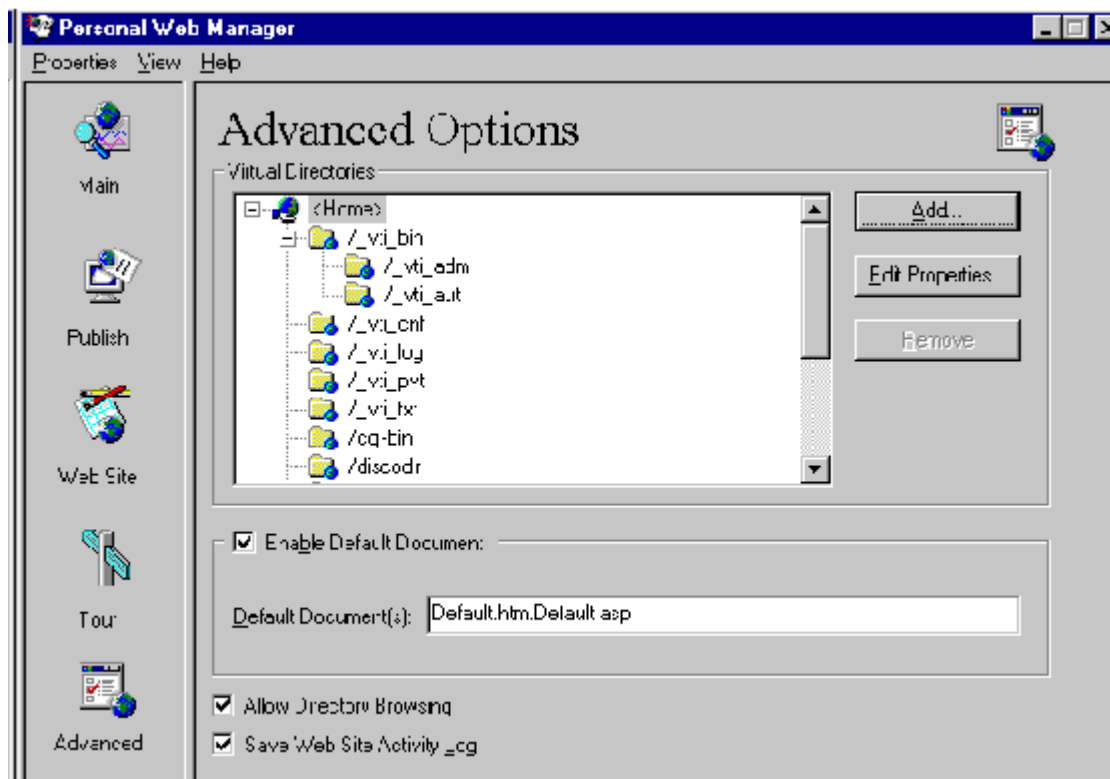 Personal Web Manager
Properties View Help
Advanced Options
Main
Virtual Directories
<Home>
Add...
/_vti_bin
/_vti_adm
Edit Properties
/_vti_aut
Publish
/_vti_cnf
/_vti_log
Remove
/_vti_pvt
/_vti_txt
/cgi-bin
/discodr
Web Site
Enable Default Document
Tour
Default Document(s): Default.htm,Default.asp
Allow Directory Browsing
Advanced
Save Web Site Activity Log